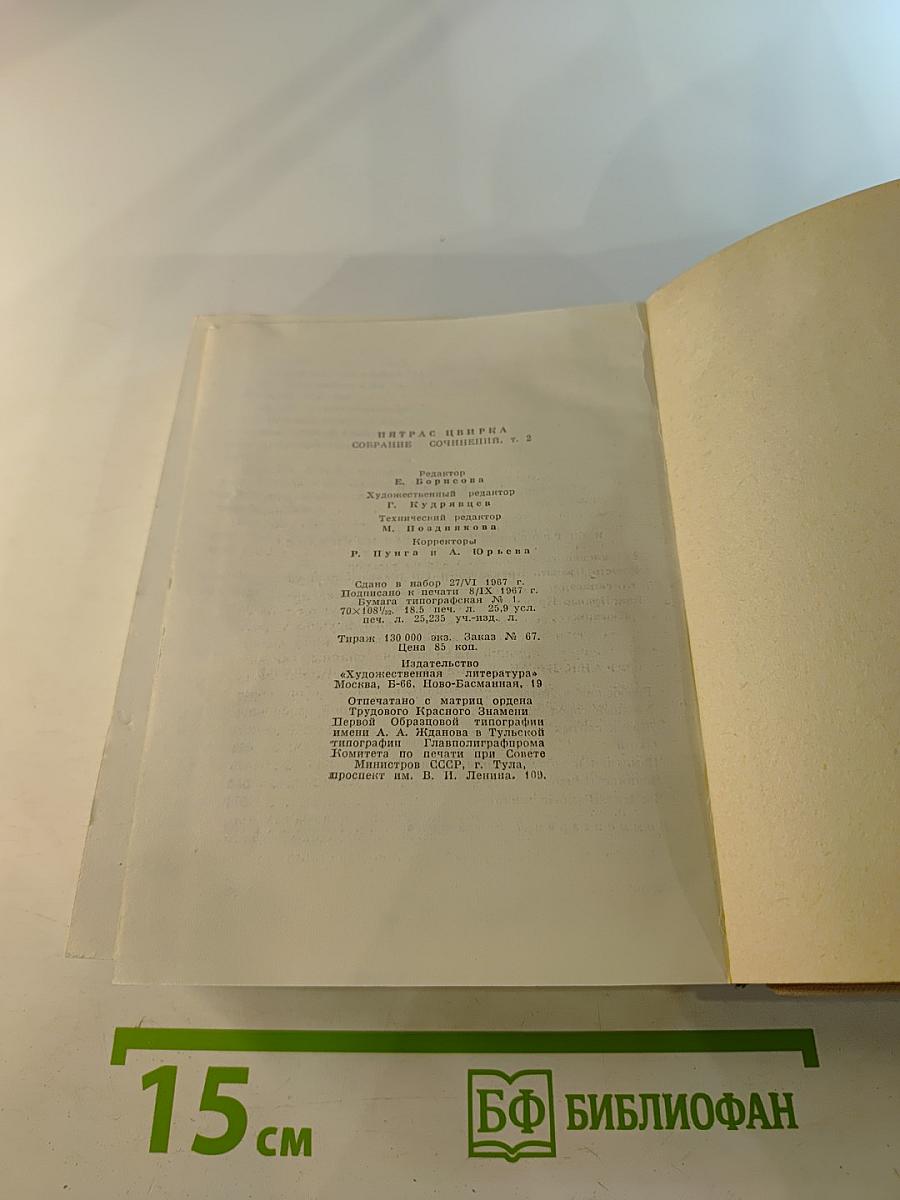 ПЯТРАС ЦВИРКА
СОБРАНИЕ СОЧИНЕНИЙ, т. 2
Редактор
Е. Борисова
Художественный редактор
Г. Кудрявцев
Технический редактор
М. Позднякова
Корректоры
Р. Пунга и А. Юрьева
Сдано в набор 27/VI 1967 г.
Подписано к печати 8/IX 1967 г.
Бумага типографская № 1.
70×108¹/₃₂. 18.5 печ. л. 25,9 усл.
печ. л. 25,235 уч.-изд. л.
Тираж 130 000 экз. Заказ № 67.
Цена 85 коп.
Издательство
«Художественная литература»
Москва, Б-66, Ново-Басманная, 19
Отпечатано с матриц ордена
Трудового Красного Знамени
Первой Образцовой типографии
имени А. А. Жданова в Тульской
типографии Главполиграфпрома
Комитета по печати при Совете
Министров СССР, г. Тула,
проспект им. В. И. Ленина, 109.
15 см
БФ БИБЛИОФАН